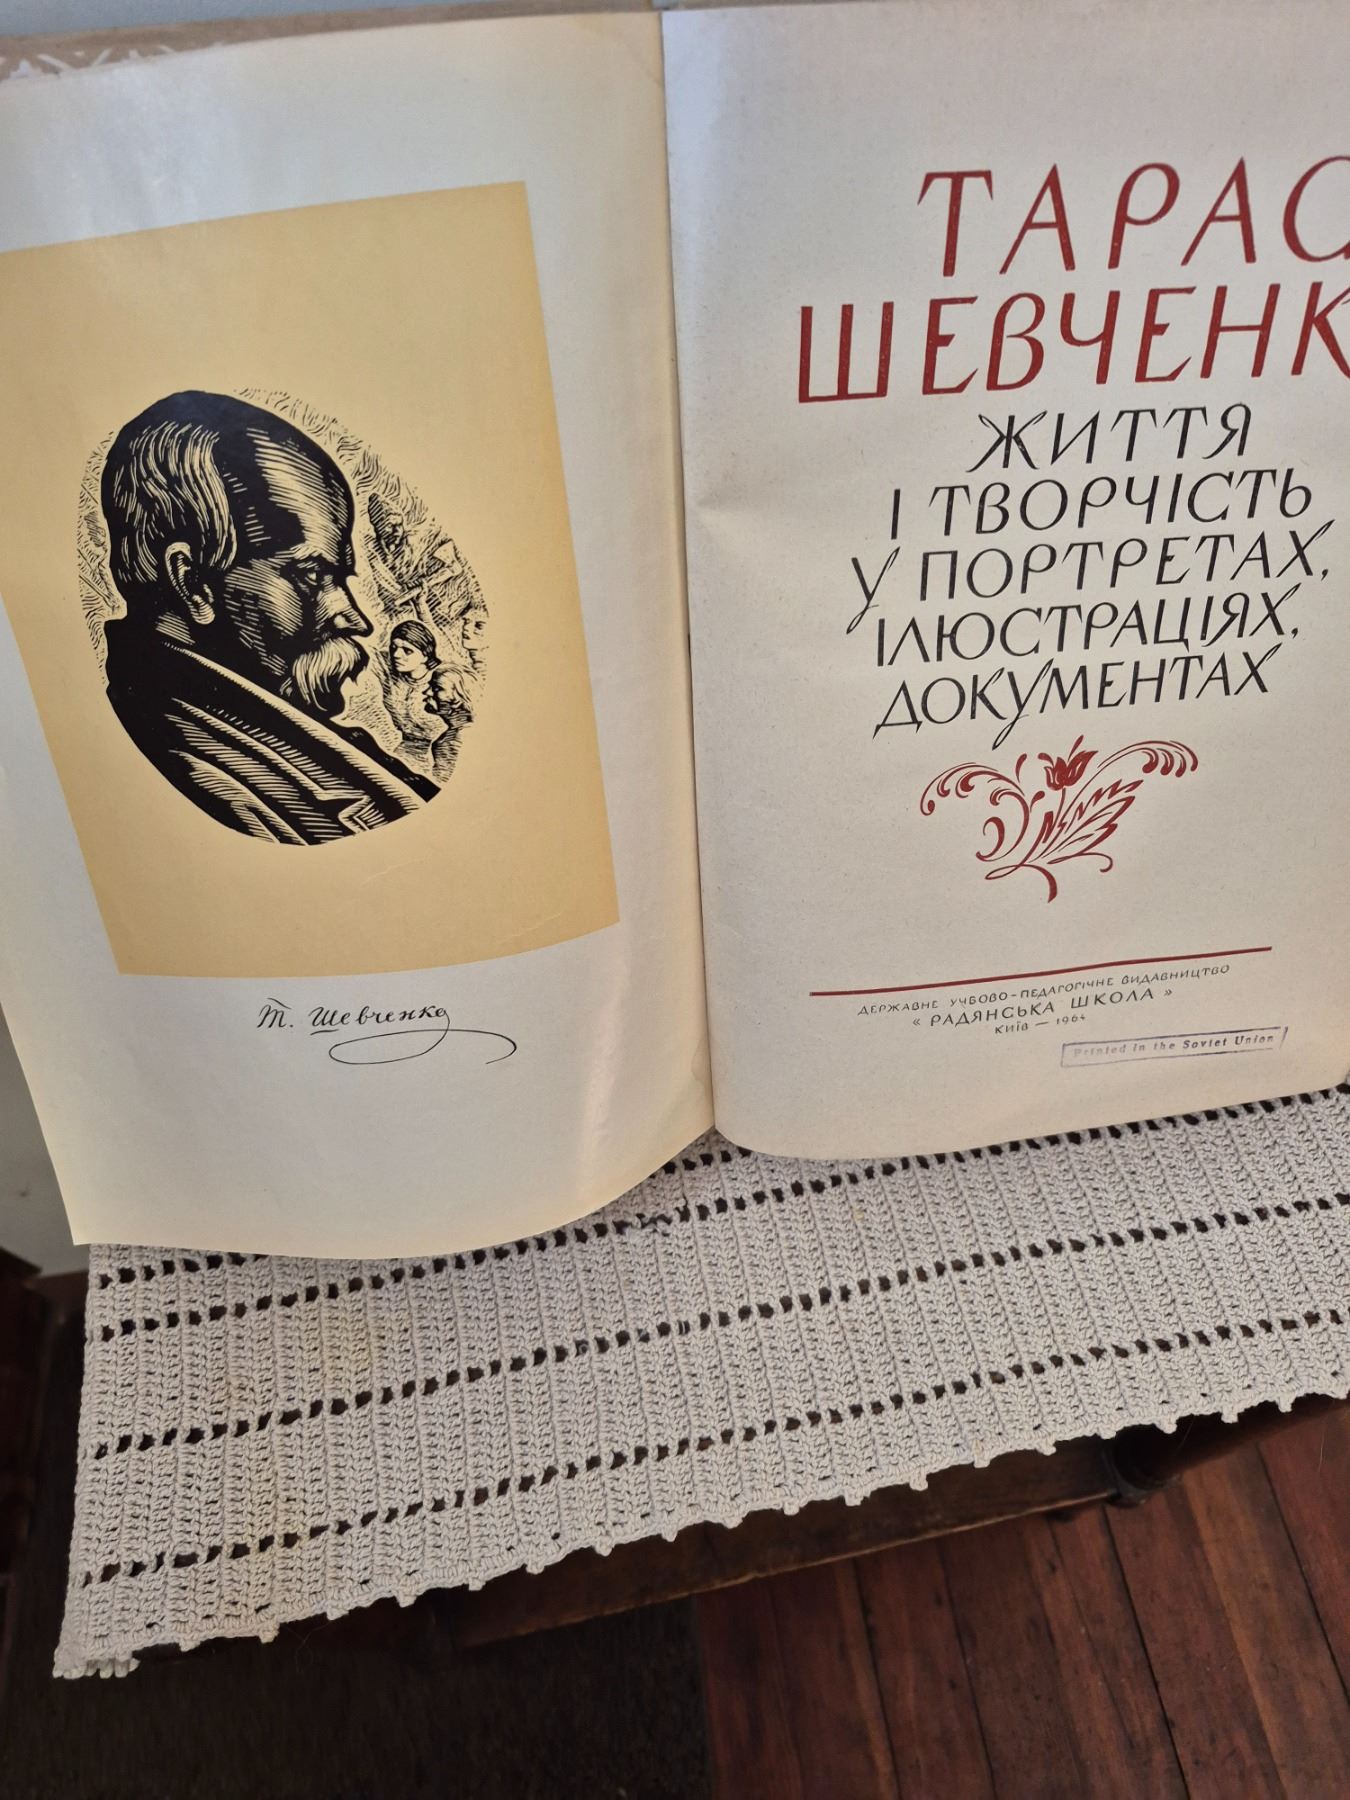 Т. Шевченко
ТАРАС
ШЕВЧЕНК
ЖИТТЯ
І ТВОРЧІСТЬ
У ПОРТРЕТАХ,
ІЛЮСТРАЦІЯХ,
ДОКУМЕНТАХ
ДЕРЖАВНЕ УЧБОВО-ПЕДАГОГІЧНЕ ВИДАВНИЦТВО
« РАДЯНСЬКА ШКОЛА »
КИЇВ — 1964
Printed in the Soviet Union